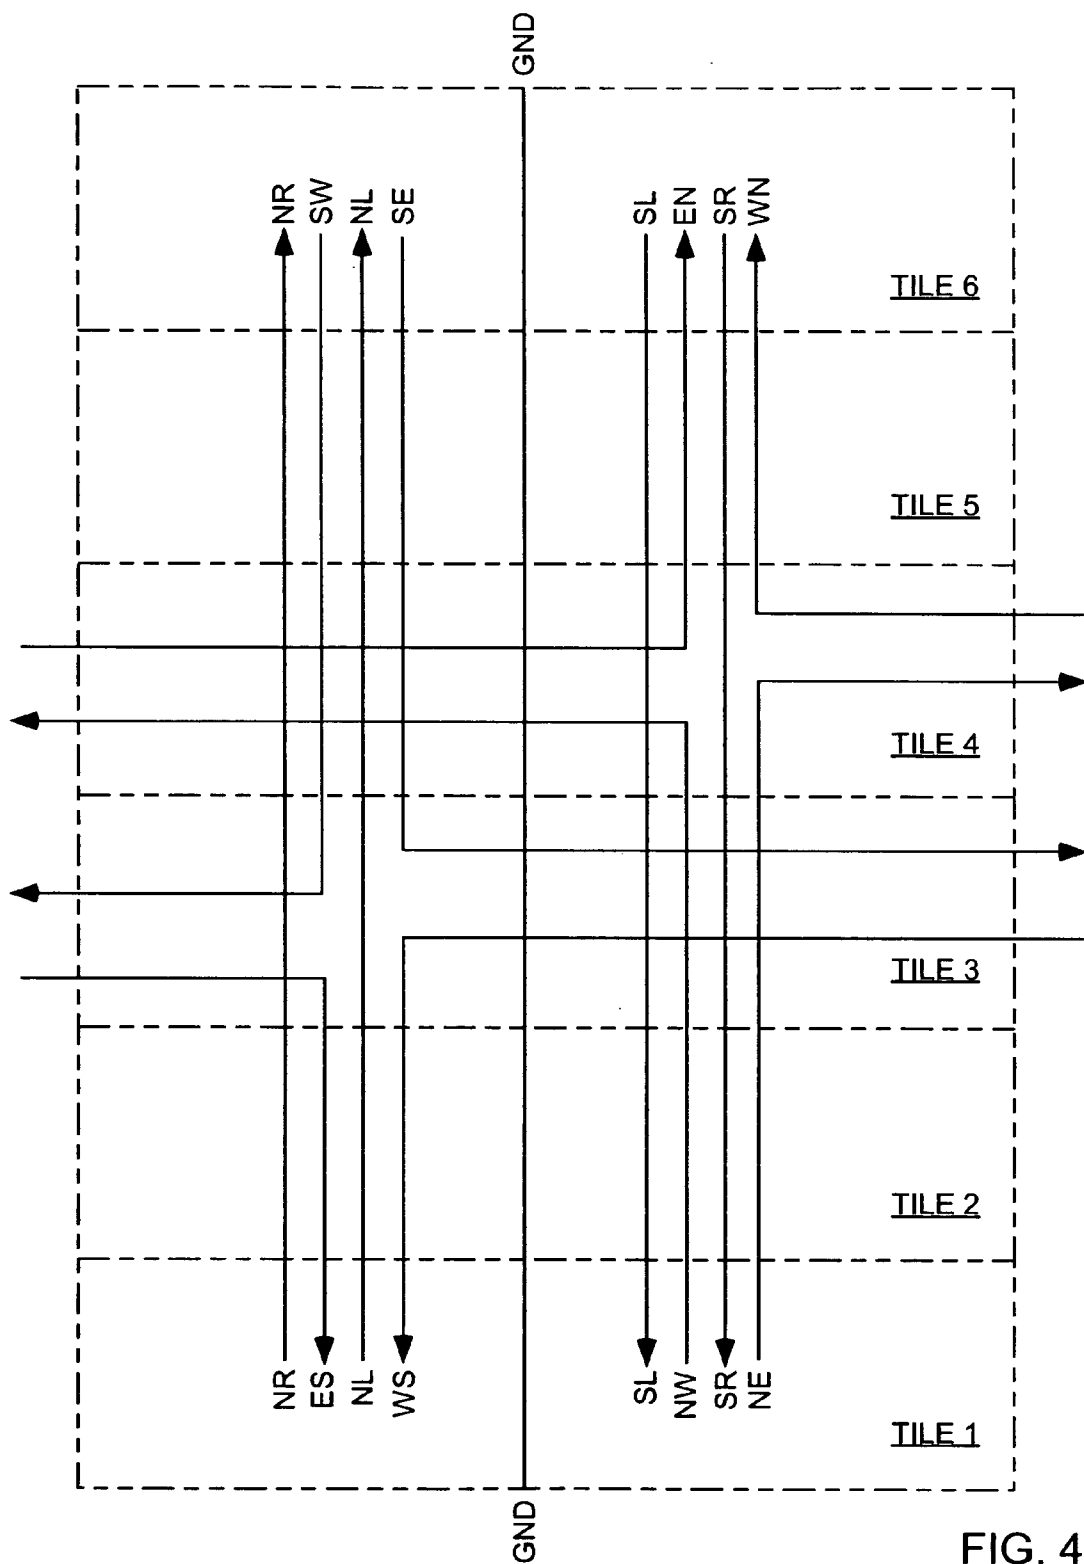 GND
NR
SW
NL
SE
SL
EN
SR
WN
TILE 6
TILE 5
TILE 4
TILE 3
TILE 2
NR
ES
NL
WS
SL
NW
SR
NE
TILE 1
GND
FIG. 4